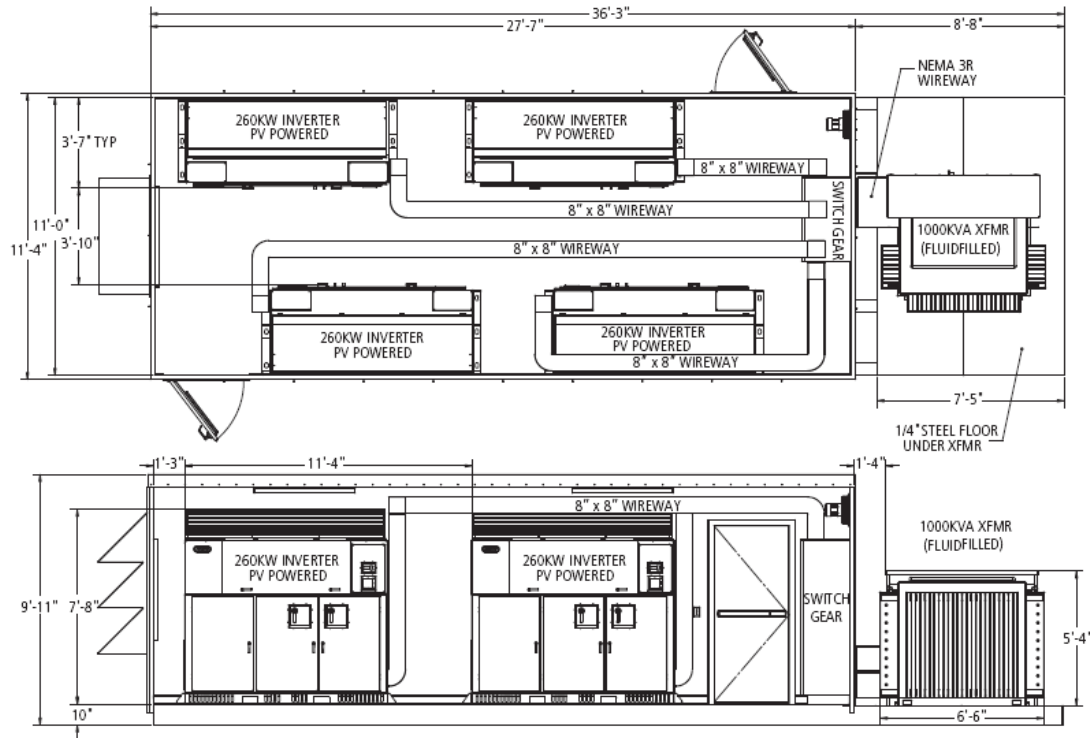 36'-3"
27'-7"
8'-8"
NEMA 3R
WIREWAY
260KW INVERTER
PV POWERED
260KW INVERTER
PV POWERED
3'-7" TYP
8" x 8" WIREWAY
8" x 8" WIREWAY
SWITCH GEAR
1000KVA XFMR
(FLUIDFILLED)
11'-0"
11'-4"
3'-10"
8" x 8" WIREWAY
260KW INVERTER
PV POWERED
260KW INVERTER
PV POWERED
8" x 8" WIREWAY
7'-5"
1/4" STEEL FLOOR
UNDER XFMR
1'-3"
11'-4"
1'-4"
8" x 8" WIREWAY
1000KVA XFMR
(FLUIDFILLED)
260KW INVERTER
PV POWERED
260KW INVERTER
PV POWERED
9'-11"
7'-8"
SWITCH
GEAR
5'-4"
10"
6'-6"